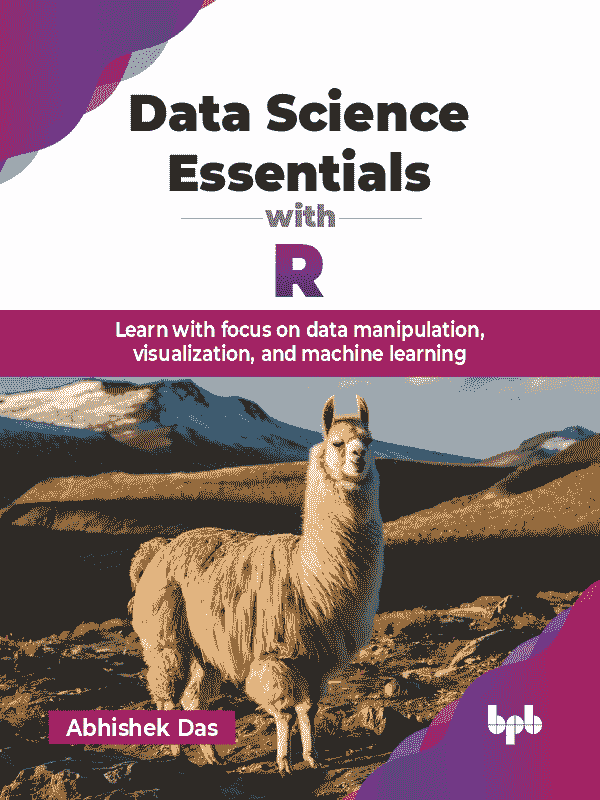 Data Science
Essentials
with
R
Learn with focus on data manipulation,
visualization, and machine learning
Abhishek Das
bpb